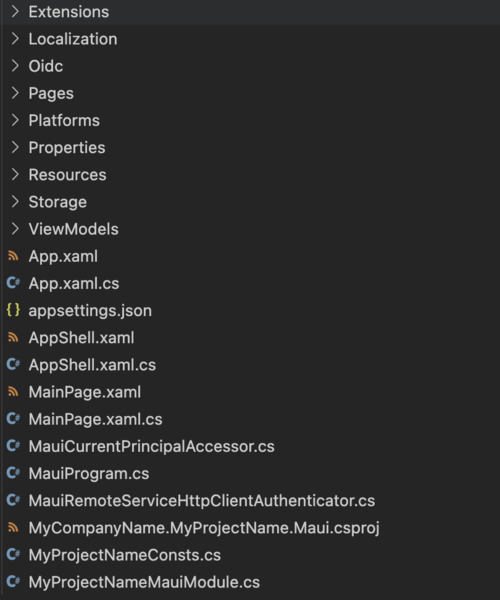 Extensions
Localization
Oidc
Pages
Platforms
Properties
Resources
Storage
ViewModels
App.xaml
C# App.xaml.cs
{} appsettings.json
AppShell.xaml
C# AppShell.xaml.cs
MainPage.xaml
C# MainPage.xaml.cs
C# MauiCurrentPrincipalAccessor.cs
C# MauiProgram.cs
C# MauiRemoteServiceHttpClientAuthenticator.cs
MyCompanyName.MyProjectName.Maui.csproj
C# MyProjectNameConsts.cs
C# MyProjectNameMauiModule.cs